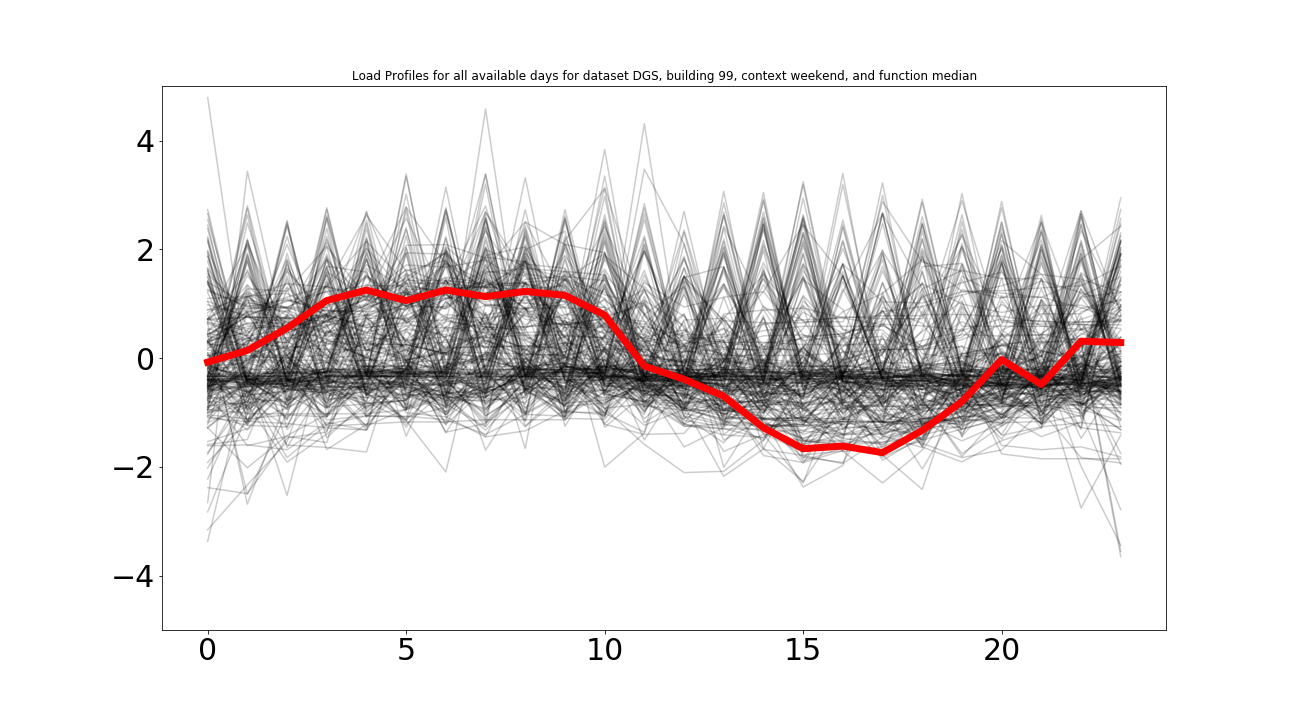 Load Profiles for all available days for dataset DGS, building 99, context weekend, and function median
4
2
0
−2
−4
0 5 10 15 20